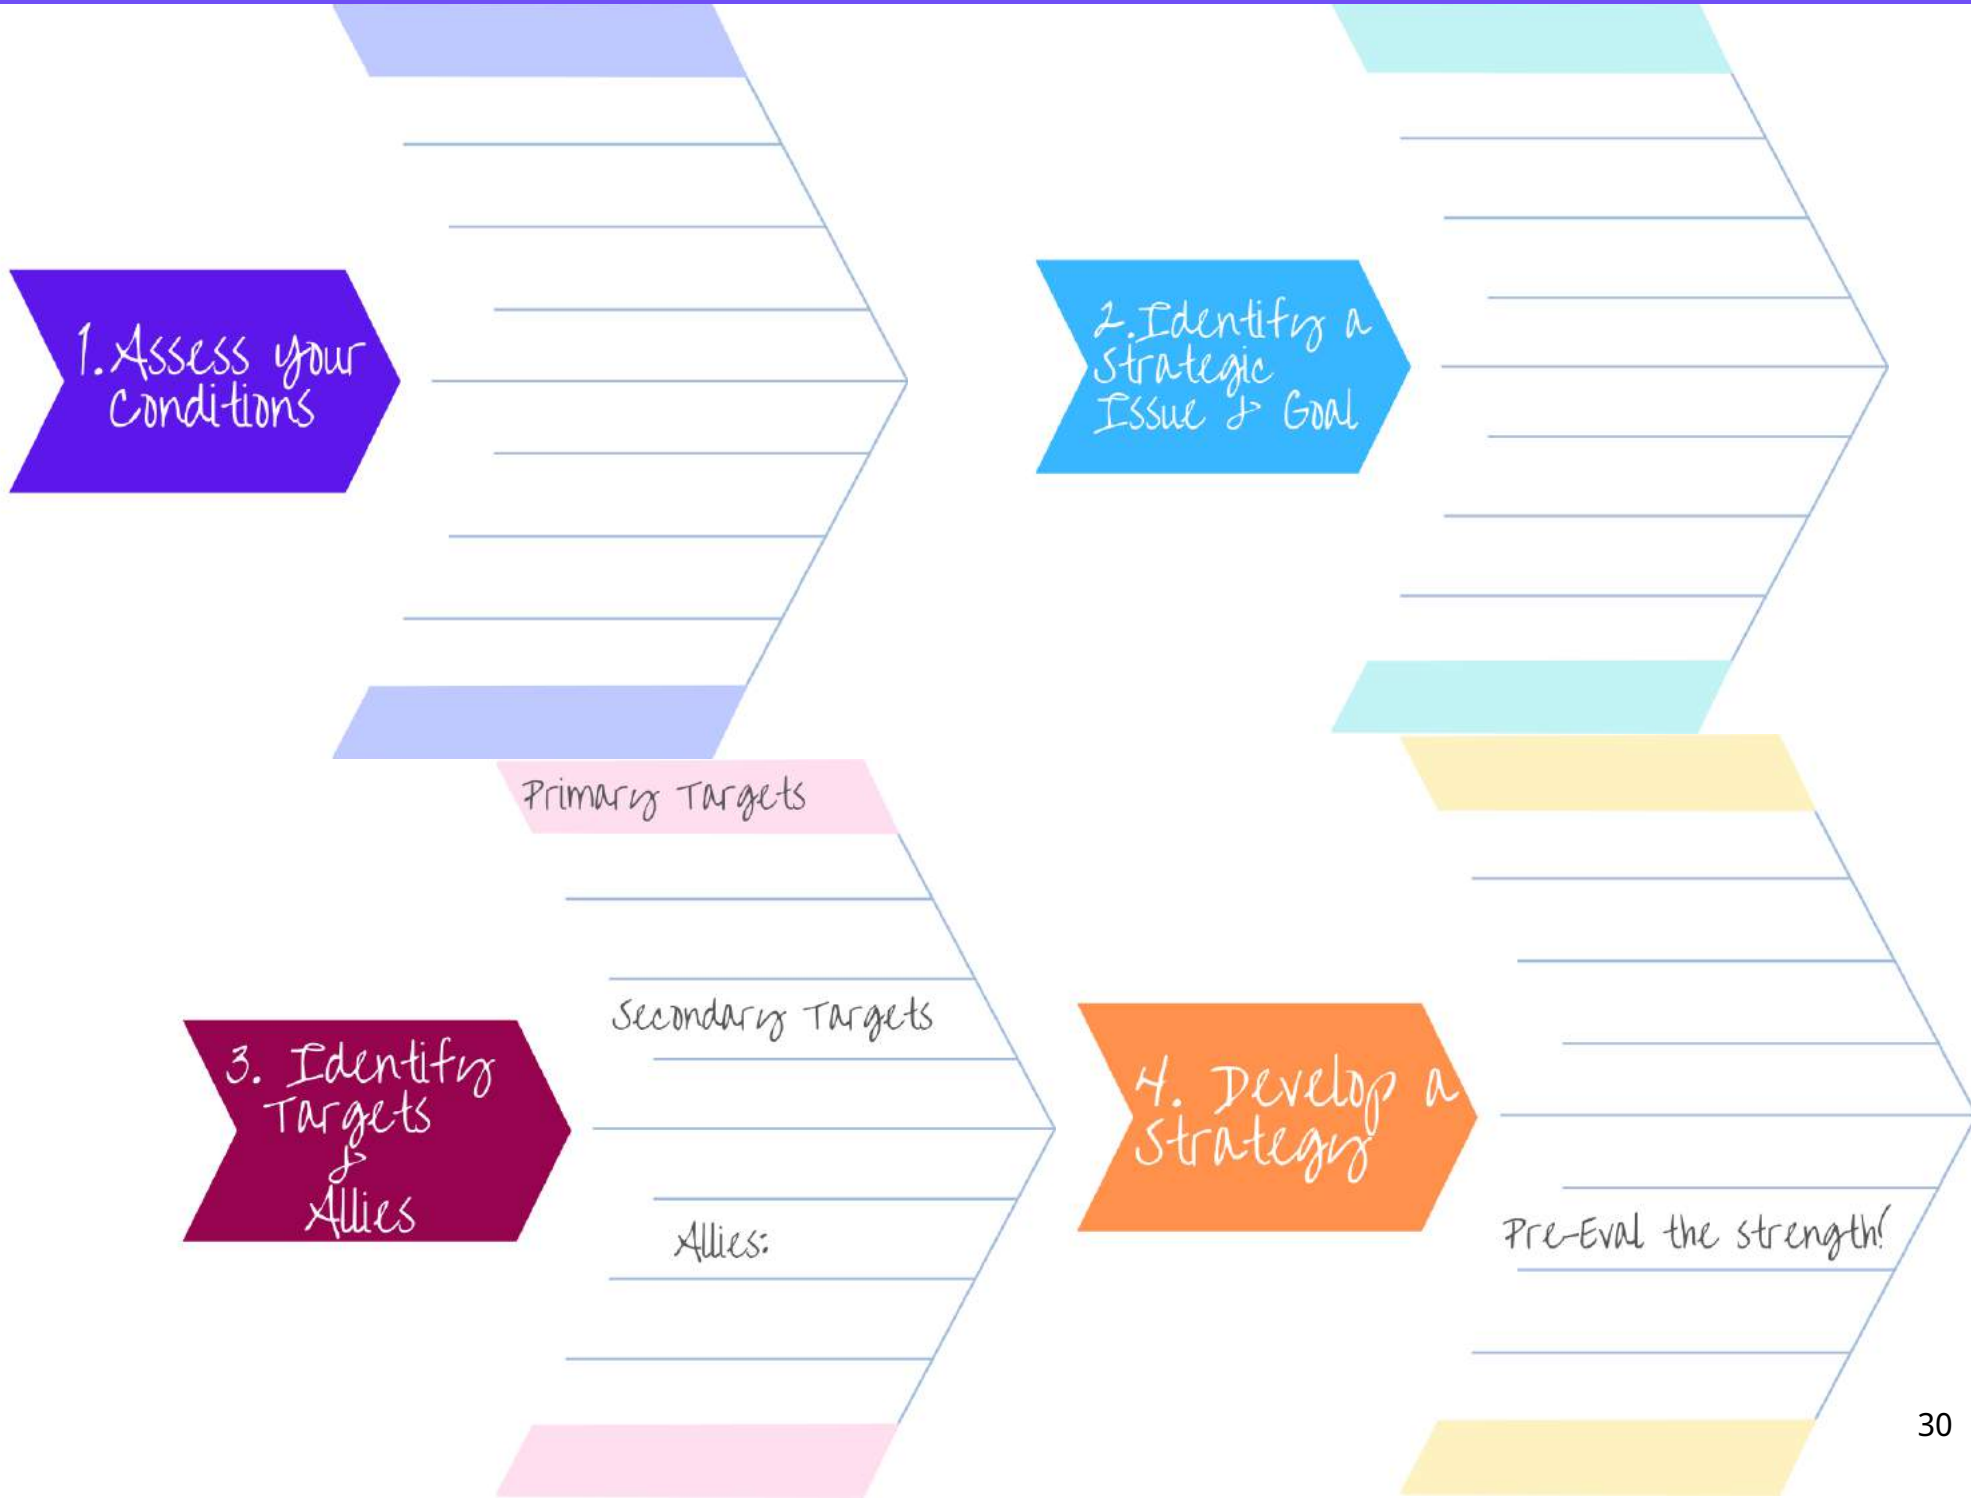 1. Assess your
Conditions
2. Identify a
Strategic
Issue & Goal
Primary Targets
Secondary Targets
3. Identify
Targets
&
Allies
Allies:
4. Develop a
Strategy
Pre-Eval the strength!
30